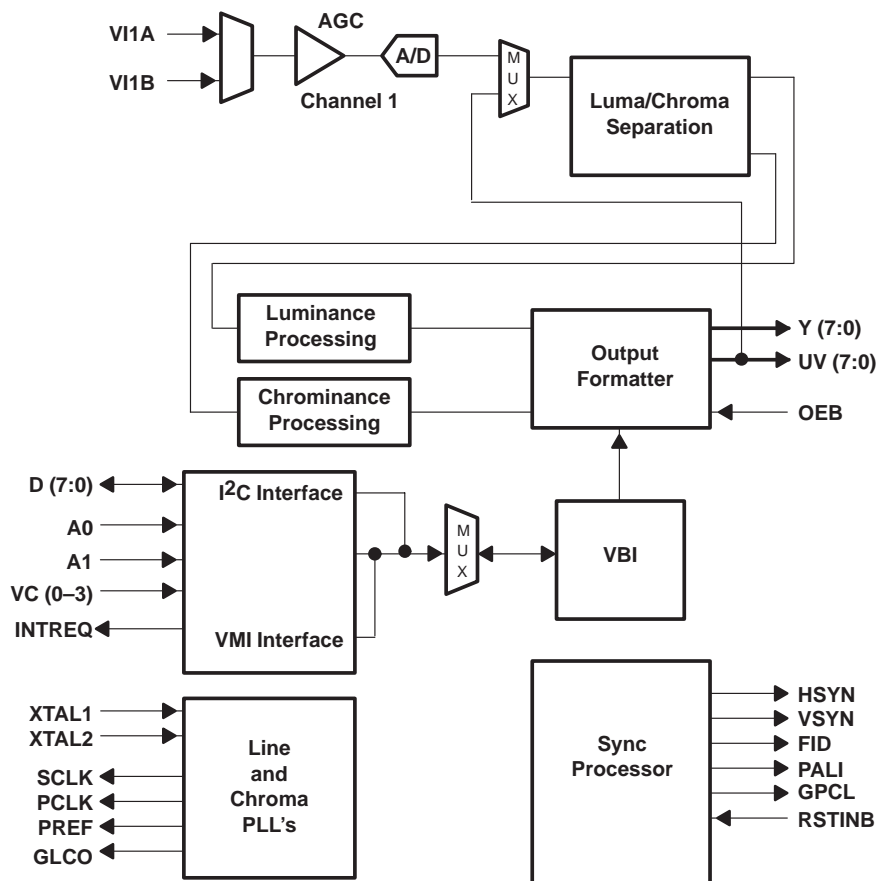 AGC
VI1A
VI1B
A/D
Channel 1
M
U
X
Luma/Chroma
Separation
Luminance
Processing
Chrominance
Processing
Output
Formatter
Y (7:0)
UV (7:0)
OEB
D (7:0)
A0
A1
VC (0–3)
INTREQ
I2C Interface
VMI Interface
M
U
X
VBI
XTAL1
XTAL2
SCLK
PCLK
PREF
GLCO
Line
and
Chroma
PLL's
Sync
Processor
HSYN
VSYN
FID
PALI
GPCL
RSTINB